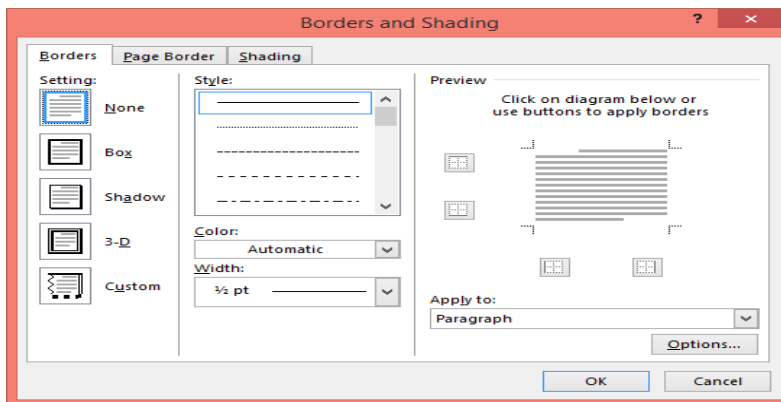 Borders and Shading
? ×
Borders
Page Border
Shading
Setting:
None
Box
Shadow
3-D
Custom
Style:
Color:
Automatic
Width:
½ pt
Preview
Click on diagram below or
use buttons to apply borders
Apply to:
Paragraph
Options...
OK
Cancel